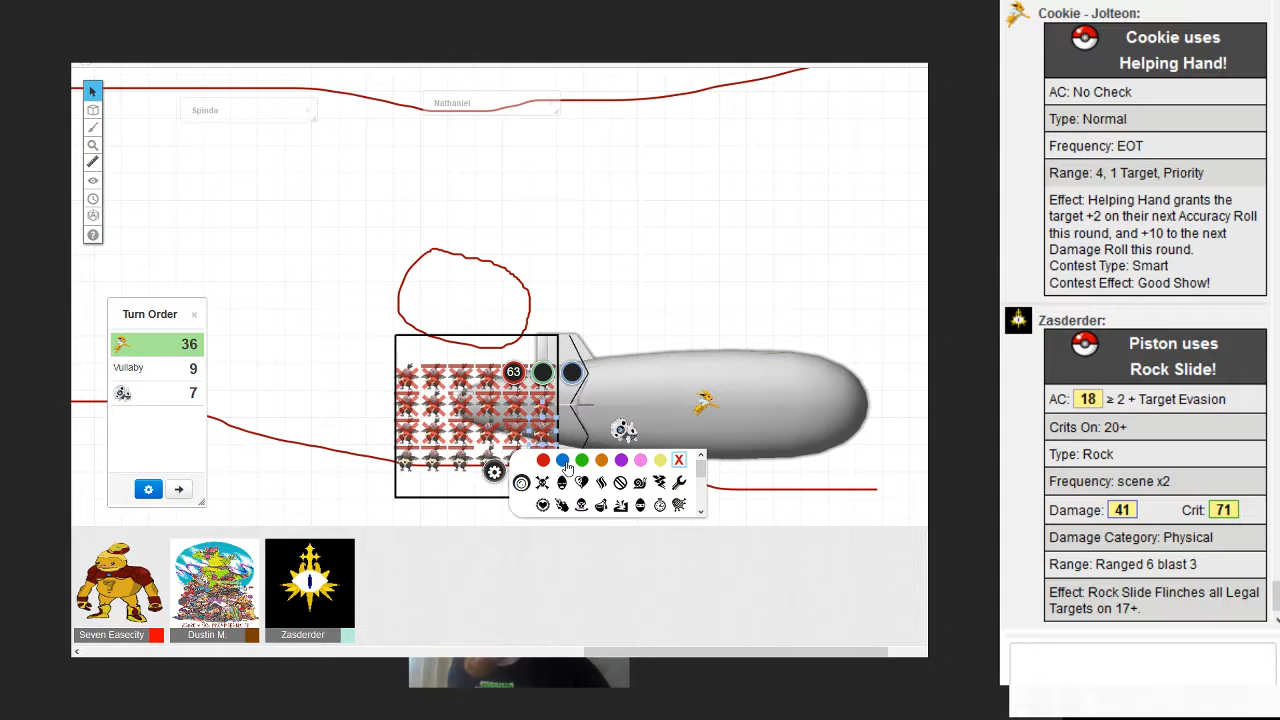 Spinda
Nathaniel
Turn Order
36
Vullaby 9
7
63
X
Seven Easecity
Dustin M.
Zasderder
Cookie - Jolteon:
Cookie uses
Helping Hand!
AC: No Check
Type: Normal
Frequency: EOT
Range: 4, 1 Target, Priority
Effect: Helping Hand grants the
target +2 on their next Accuracy Roll
this round, and +10 to the next
Damage Roll this round.
Contest Type: Smart
Contest Effect: Good Show!
Zasderder:
Piston uses
Rock Slide!
AC: 18 ≥ 2 + Target Evasion
Crits On: 20+
Type: Rock
Frequency: scene x2
Damage: 41 Crit: 71
Damage Category: Physical
Range: Ranged 6 blast 3
Effect: Rock Slide Flinches all Legal
Targets on 17+.